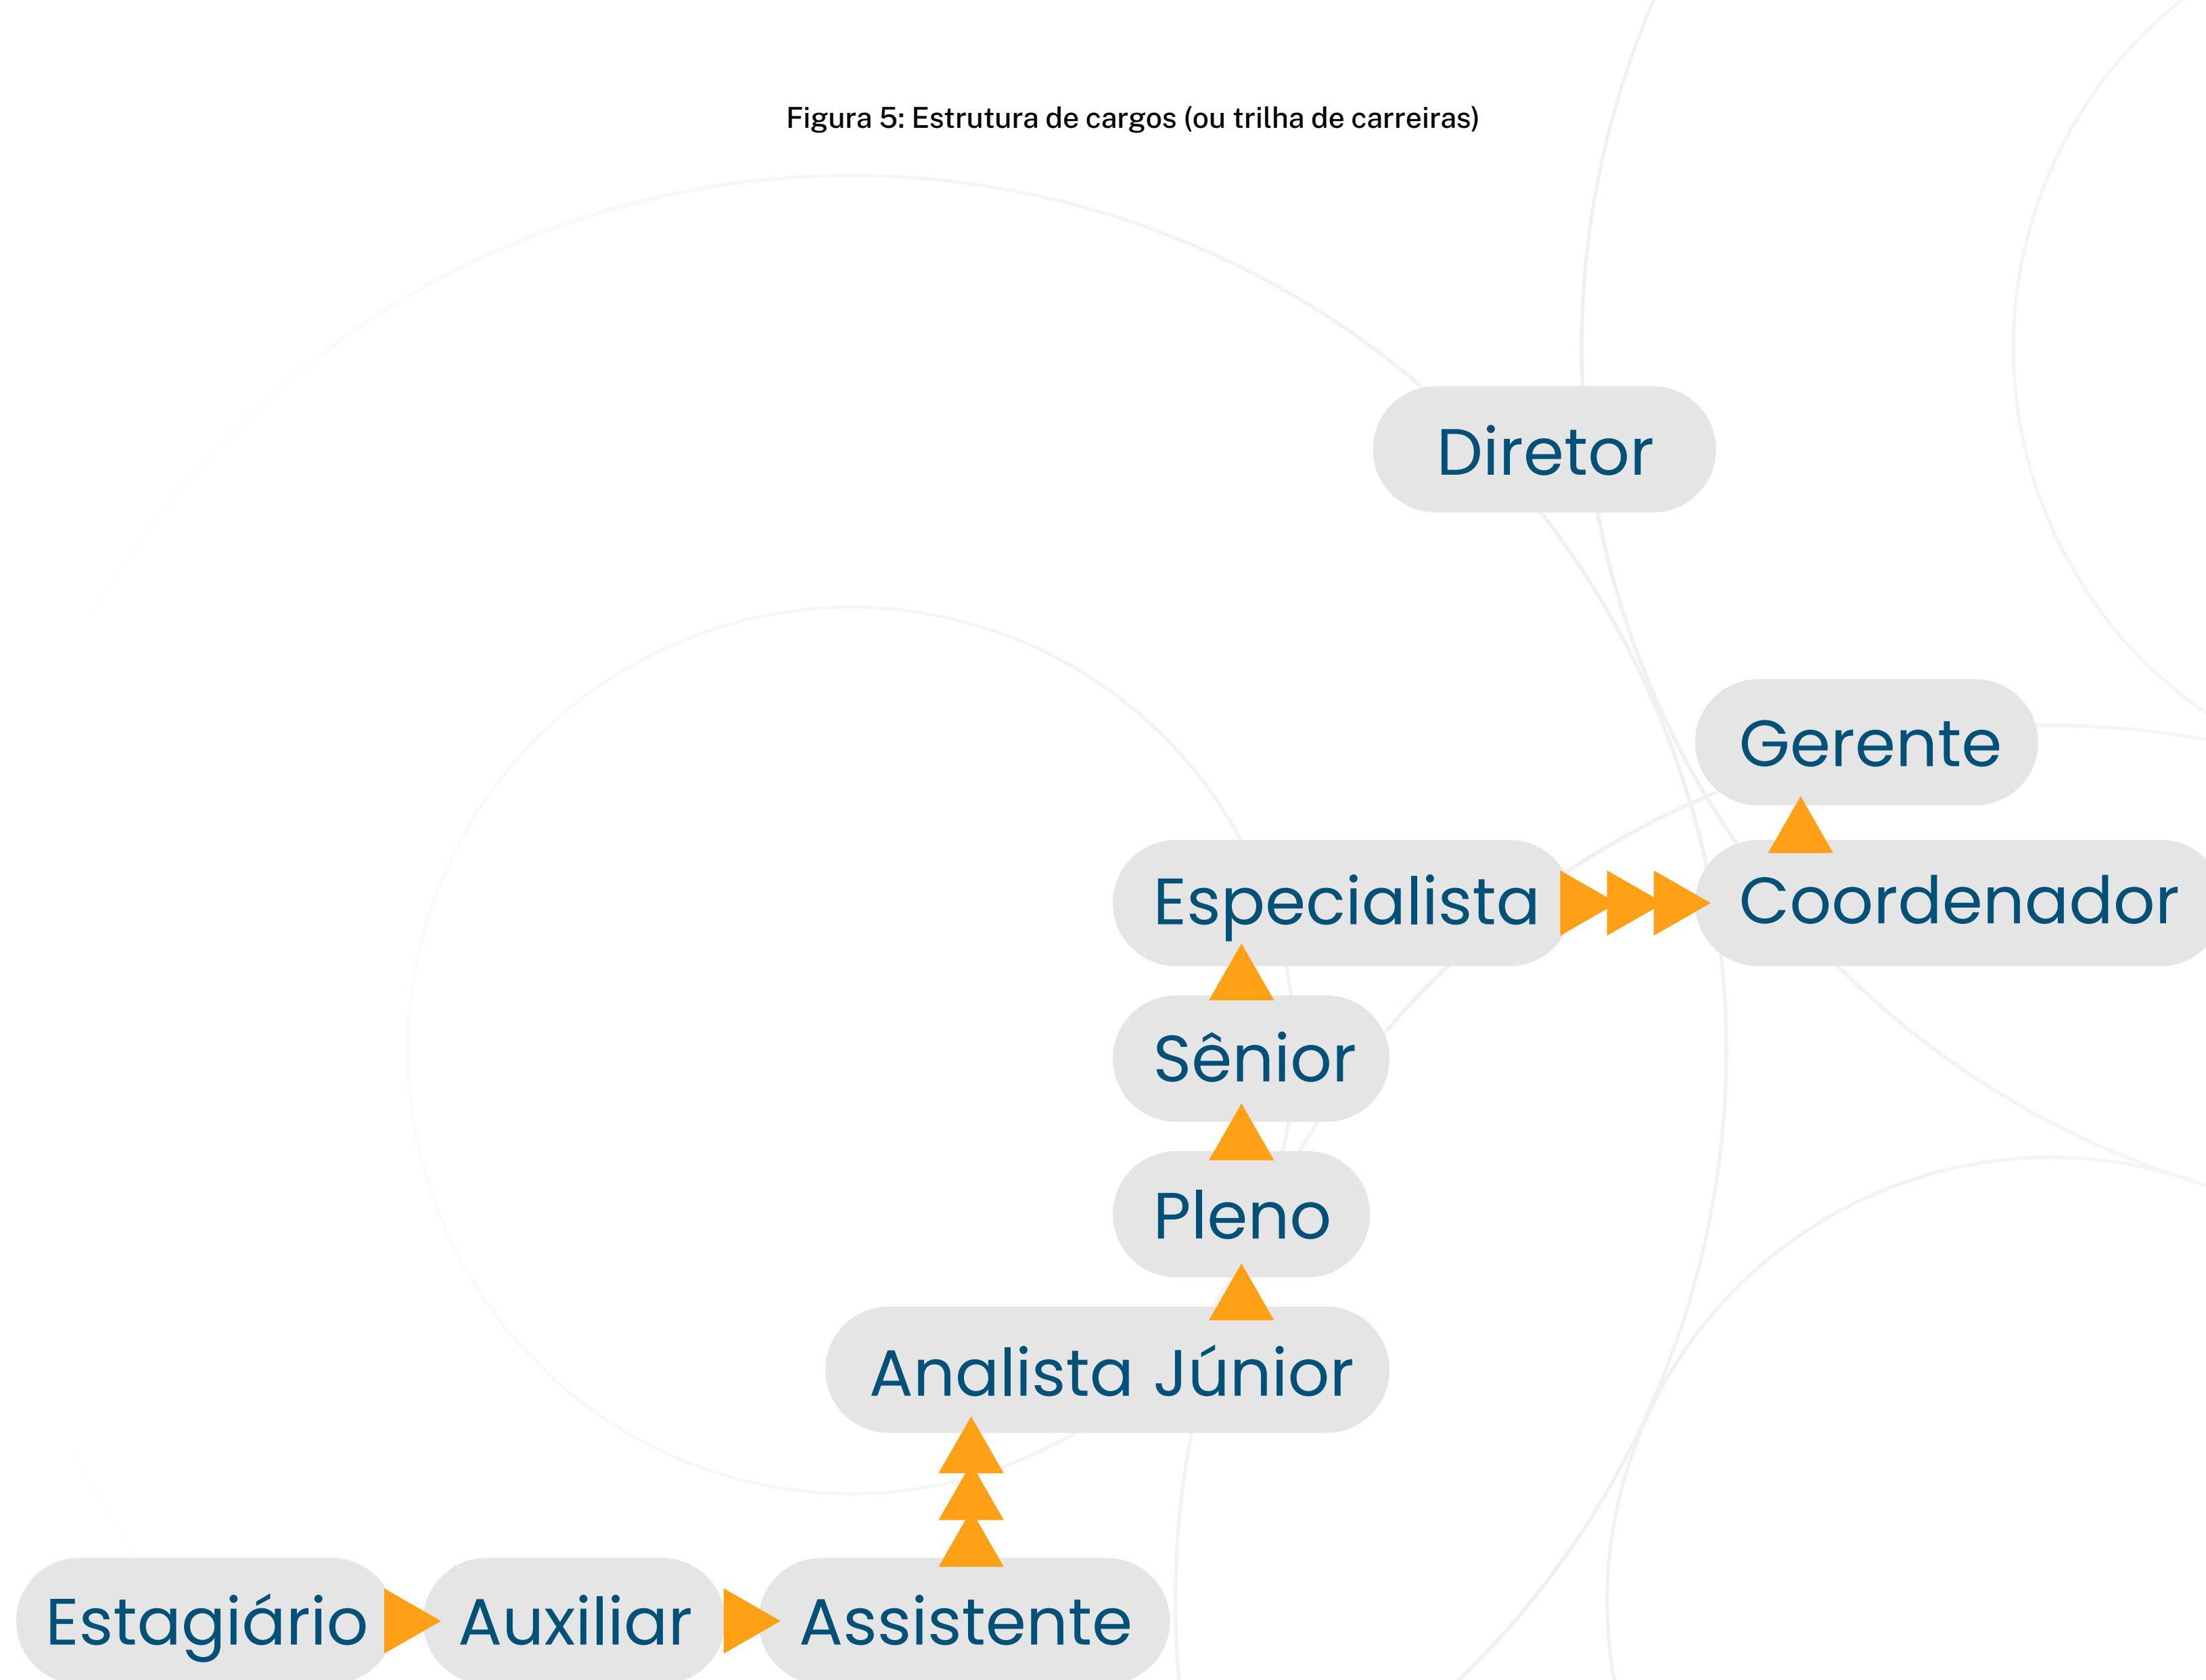 Figura 5: Estrutura de cargos (ou trilha de carreiras)
Diretor
Gerente
Especialista Coordenador
Sênior
Pleno
Analista Júnior
Estagiário Auxiliar Assistente